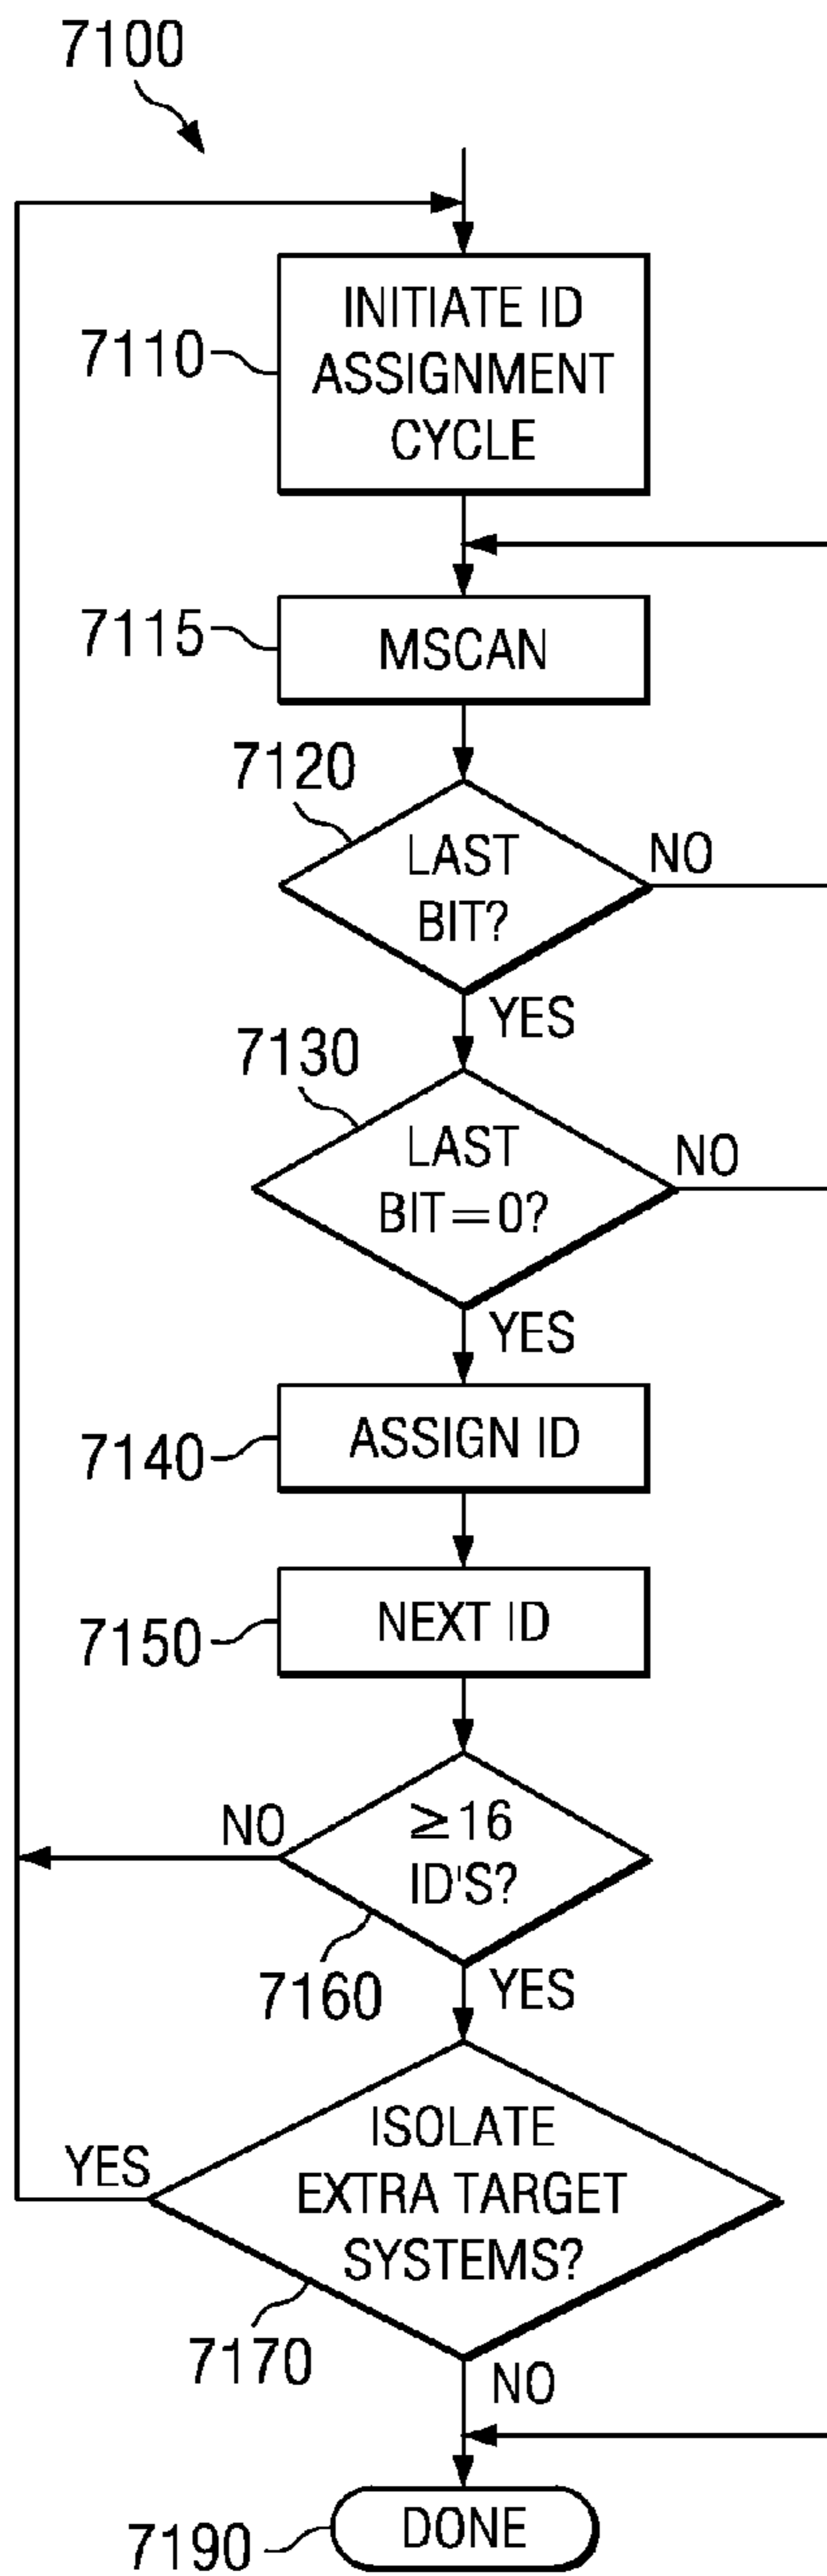 7100
INITIATE ID
ASSIGNMENT
CYCLE
7110
MSCAN
7115
7120
LAST
BIT?
NO
YES
7130
LAST
BIT=0?
NO
YES
ASSIGN ID
7140
NEXT ID
7150
≥16
ID'S?
NO
7160
YES
ISOLATE
EXTRA TARGET
SYSTEMS?
YES
7170
NO
DONE
7190